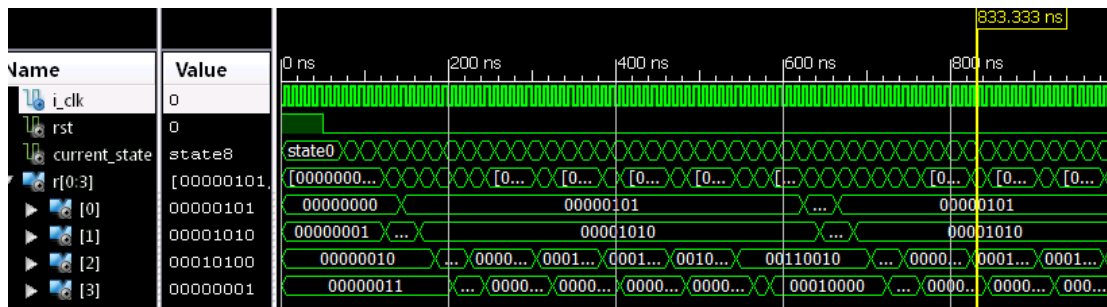 833.333 ns
Name Value 0 ns 200 ns 400 ns 600 ns 800 ns
i_clk 0
rst 0
current_state state8 state0
r[0:3] [00000101, [0000000... [0... [0... [0... [0... [... [0... [0... [0...
[0] 00000101 00000000 00000101 ... 00000101
[1] 00001010 00000001 ... 00001010 ... 00001010
[2] 00010100 00000010 ... 0000... 0001... 0001... 0010... 00110010 ... 0000... 0001... 0001...
[3] 00000001 00000011 ... 0000... 0000... 0000... 0000... 00010000 ... 0000... 0000... 000...